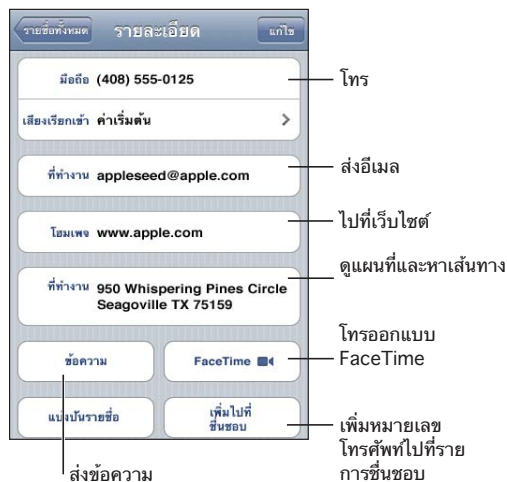 รายชื่อทั้งหมด รายละเอียด แก้ไข
มือถือ (408) 555-0125
โทร
เสียงเรียกเข้า ค่าเริ่มต้น
ที่ทำงาน appleseed@apple.com
ส่งอีเมล
โฮมเพจ www.apple.com
ไปที่เว็บไซต์
ที่ทำงาน 950 Whispering Pines Circle
Seagoville TX 75159
ดูแผนที่และหาเส้นทาง
ข้อความ
FaceTime
โทรออกแบบ
FaceTime
แบ่งปันรายชื่อ
เพิ่มไปที่
ชื่นชอบ
เพิ่มหมายเลข
โทรศัพท์ไปที่ราย
การชื่นชอบ
ส่งข้อความ